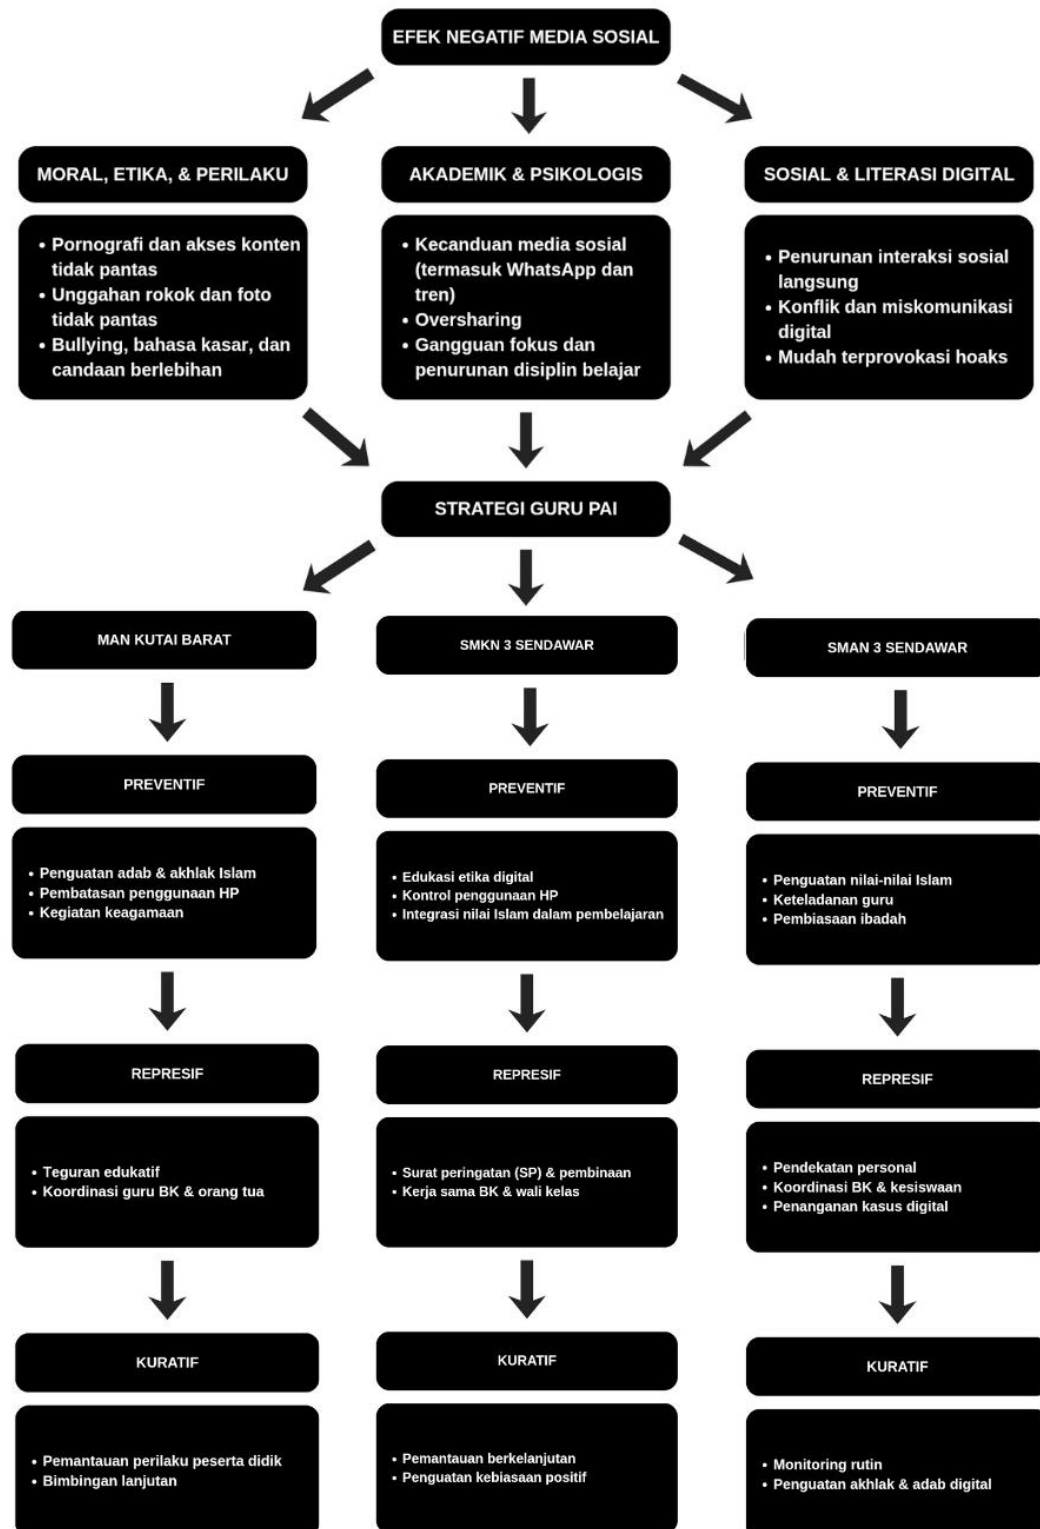 EFEK NEGATIF MEDIA SOSIAL
MORAL, ETIKA, & PERILAKU
• Pornografi dan akses konten
tidak pantas
• Unggahan rokok dan foto
tidak pantas
• Bullying, bahasa kasar, dan
candaan berlebihan
AKADEMIK & PSIKOLOGIS
• Kecanduan media sosial
(termasuk WhatsApp dan
tren)
• Oversharing
• Gangguan fokus dan
penurunan disiplin belajar
SOSIAL & LITERASI DIGITAL
• Penurunan interaksi sosial
langsung
• Konflik dan miskomunikasi
digital
• Mudah terprovokasi hoaks
STRATEGI GURU PAI
MAN KUTAI BARAT
PREVENTIF
• Penguatan adab & akhlak Islam
• Pembatasan penggunaan HP
• Kegiatan keagamaan
REPRESIF
• Teguran edukatif
• Koordinasi guru BK & orang tua
KURATIF
• Pemantauan perilaku peserta didik
• Bimbingan lanjutan
SMKN 3 SENDAWAR
PREVENTIF
• Edukasi etika digital
• Kontrol penggunaan HP
• Integrasi nilai Islam dalam pembelajaran
REPRESIF
• Surat peringatan (SP) & pembinaan
• Kerja sama BK & wali kelas
KURATIF
• Pemantauan berkelanjutan
• Penguatan kebiasaan positif
SMAN 3 SENDAWAR
PREVENTIF
• Penguatan nilai-nilai Islam
• Keteladanan guru
• Pembiasaan ibadah
REPRESIF
• Pendekatan personal
• Koordinasi BK & kesiswaan
• Penanganan kasus digital
KURATIF
• Monitoring rutin
• Penguatan akhlak & adab digital